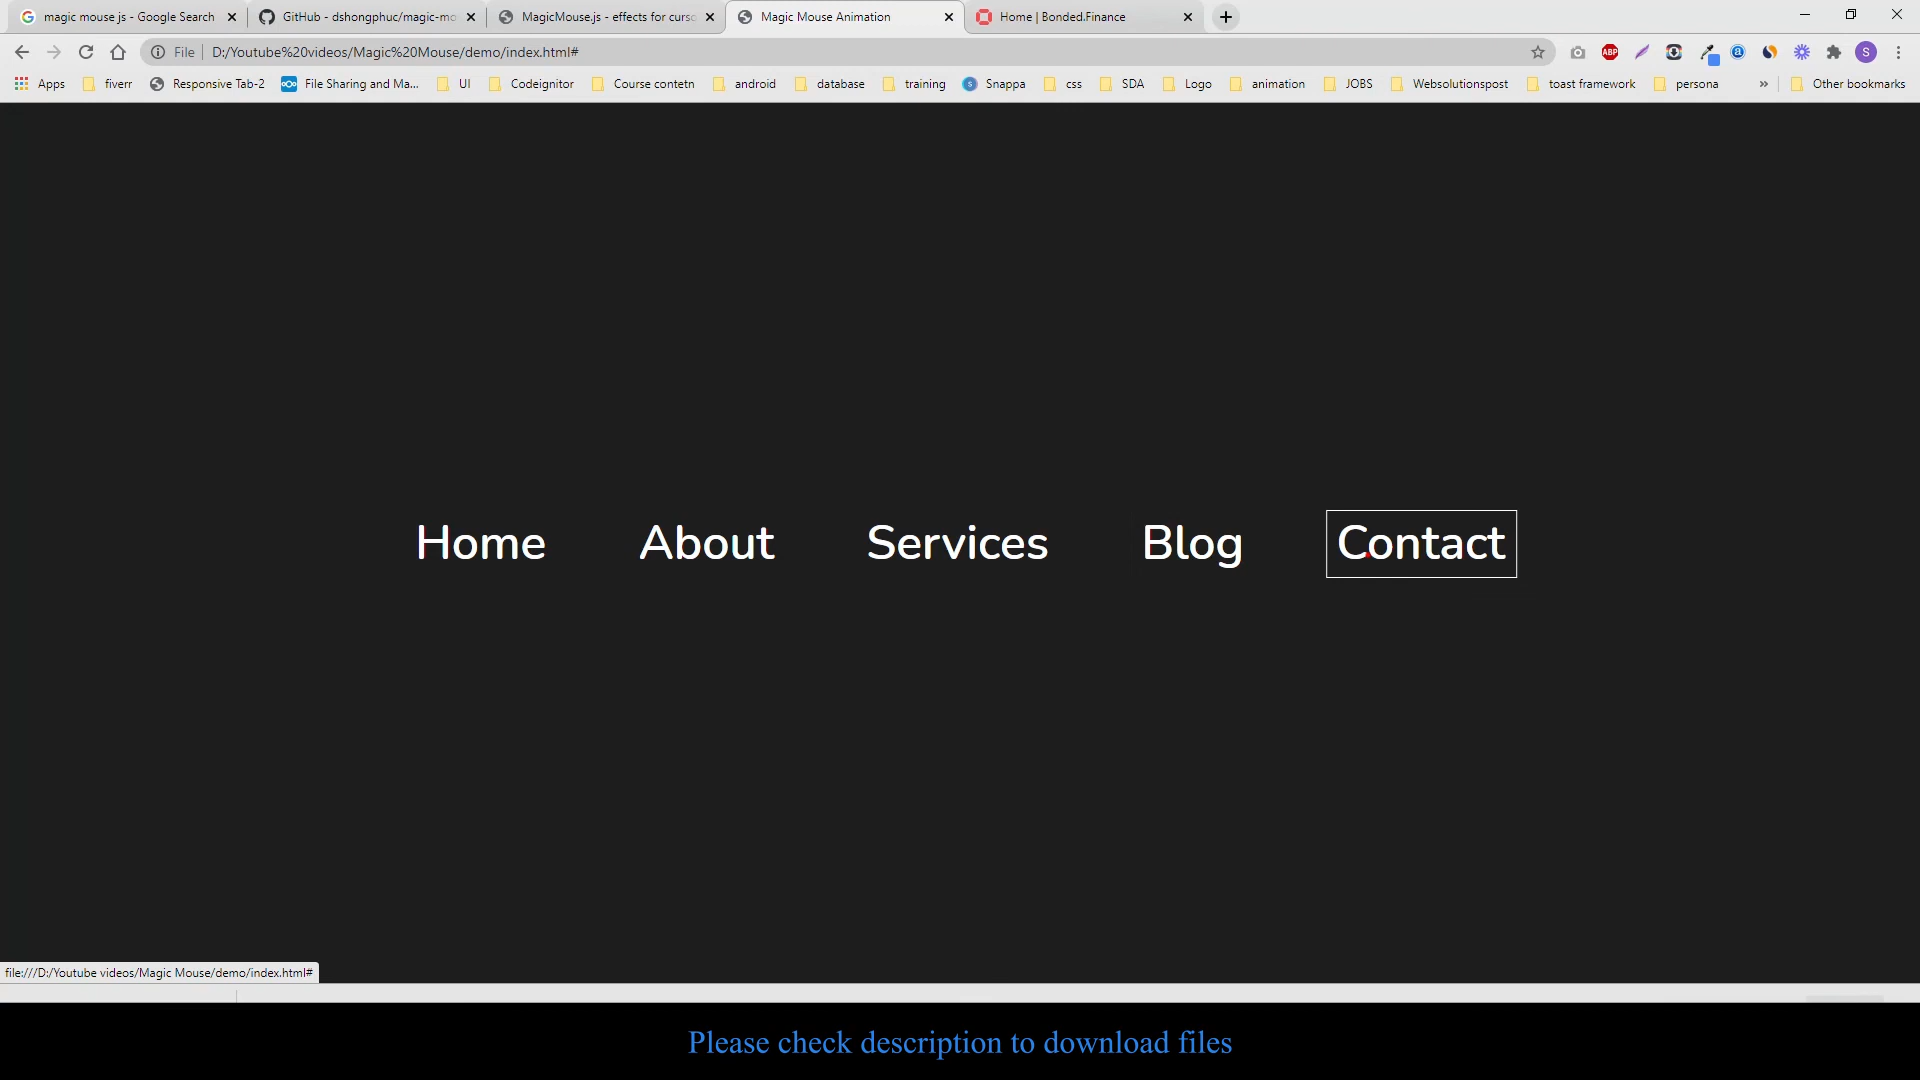 magic mouse js - Google Search
GitHub - dshongphuc/magic-mo
MagicMouse.js - effects for curso
Magic Mouse Animation
Home | Bonded.Finance
File
D:/Youtube%20videos/Magic%20Mouse/demo/index.html#
ABP
a
S
Apps
fiverr
Responsive Tab-2
File Sharing and Ma...
UI
Codeignitor
Course contetn
android
database
training
Snappa
css
SDA
Logo
animation
JOBS
Websolutionspost
toast framework
persona
»
Other bookmarks
Home
About
Services
Blog
Contact
file:///D:/Youtube videos/Magic Mouse/demo/index.html#
Please check description to download files